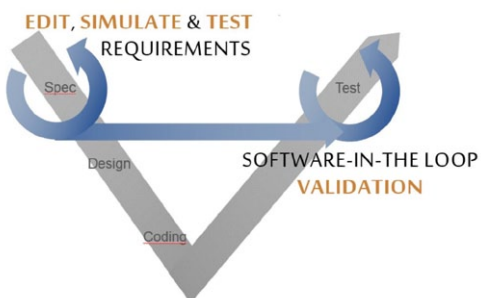 EDIT, SIMULATE & TEST
REQUIREMENTS
Spec
Test
Design
SOFTWARE-IN-THE LOOP
VALIDATION
Coding